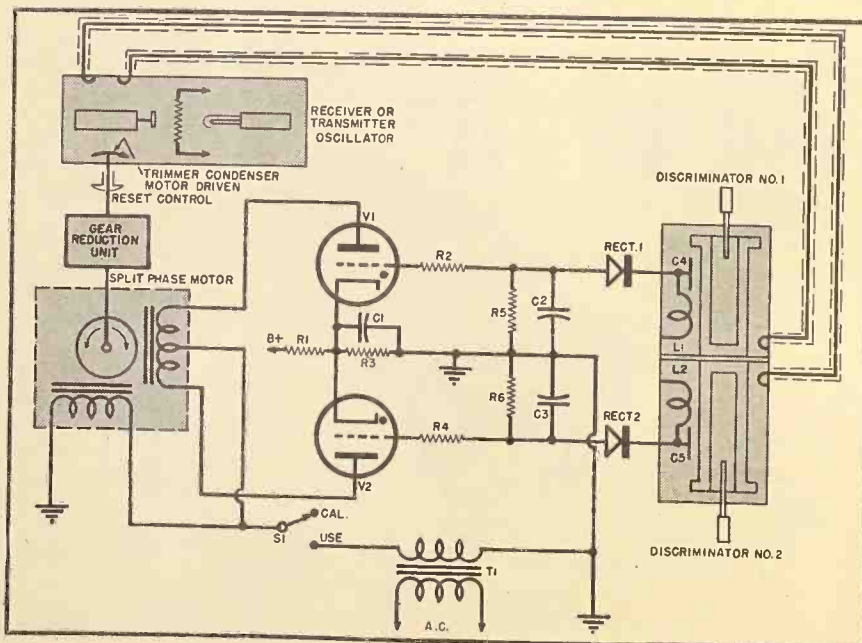 RECEIVER OR
TRANSMITTER
OSCILLATOR
TRIMMER CONDENSER
MOTOR DRIVEN
RESET CONTROL
GEAR
REDUCTION
UNIT
SPLIT PHASE MOTOR
V1
R2
RECT.1
DISCRIMINATOR NO.1
C4
C1
R5
C2
B+
R1
R3
L1
L2
R6
C3
R4
RECT2
C5
V2
CAL.
S1
USE
T1
A.C.
DISCRIMINATOR NO.2